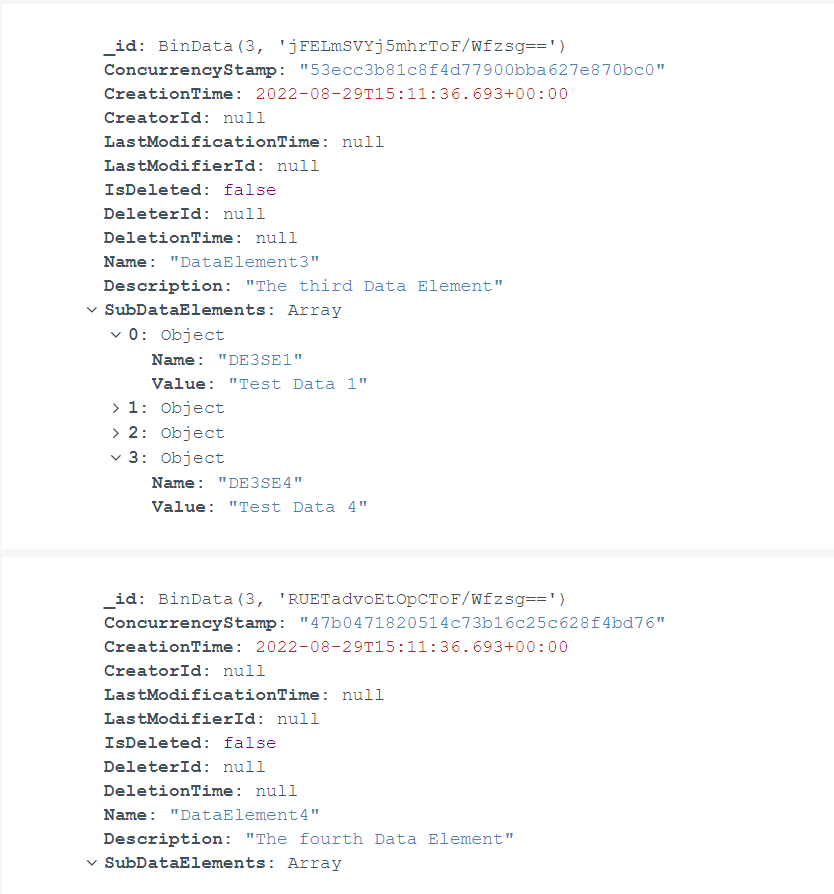 _id: BinData(3, 'jFELmSVYj5mhrToF/Wfzsg==')
ConcurrencyStamp: "53ecc3b81c8f4d77900bba627e870bc0"
CreationTime: 2022-08-29T15:11:36.693+00:00
CreatorId: null
LastModificationTime: null
LastModifierId: null
IsDeleted: false
DeleterId: null
DeletionTime: null
Name: "DataElement3"
Description: "The third Data Element"
SubDataElements: Array
0: Object
Name: "DE3SE1"
Value: "Test Data 1"
1: Object
2: Object
3: Object
Name: "DE3SE4"
Value: "Test Data 4"
_id: BinData(3, 'RUETadvoEtOpCToF/Wfzsg==')
ConcurrencyStamp: "47b0471820514c73b16c25c628f4bd76"
CreationTime: 2022-08-29T15:11:36.693+00:00
CreatorId: null
LastModificationTime: null
LastModifierId: null
IsDeleted: false
DeleterId: null
DeletionTime: null
Name: "DataElement4"
Description: "The fourth Data Element"
SubDataElements: Array